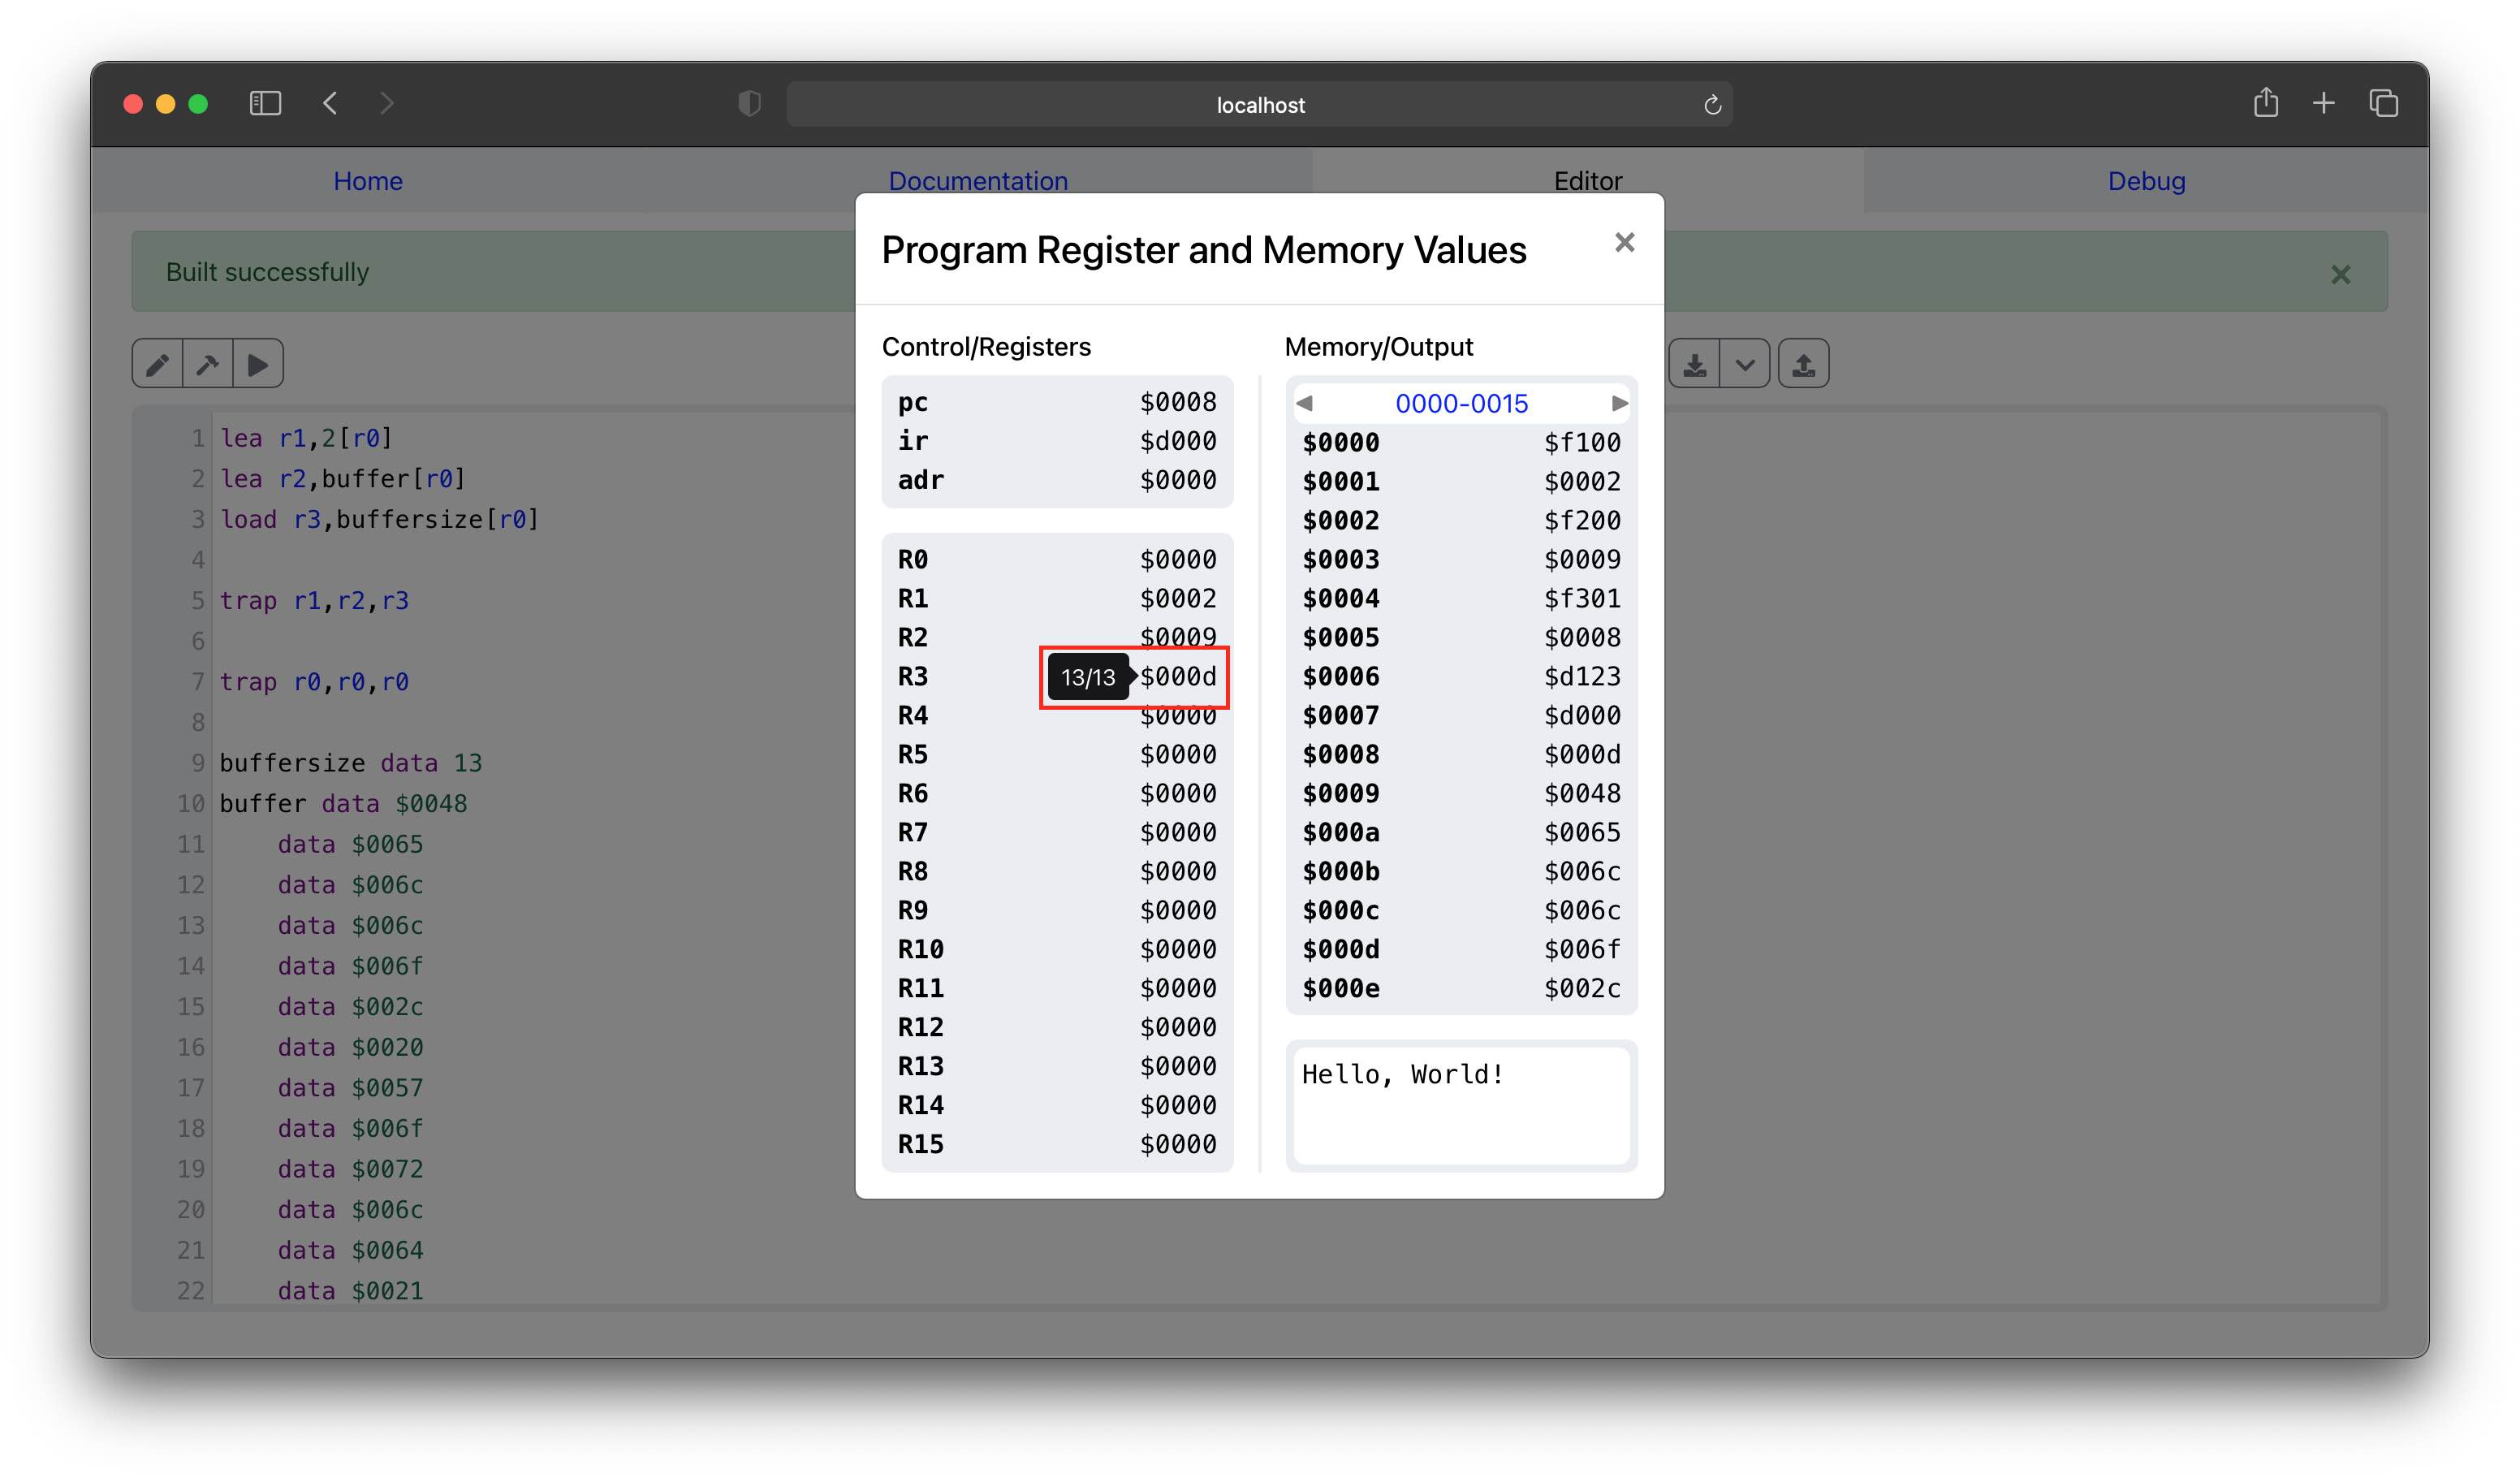 localhost
Home
Documentation
Editor
Debug
Built successfully
1 lea r1,2[r0]
2 lea r2,buffer[r0]
3 load r3,buffersize[r0]
4
5 trap r1,r2,r3
6
7 trap r0,r0,r0
8
9 buffersize data 13
10 buffer data $0048
11 data $0065
12 data $006c
13 data $006c
14 data $006f
15 data $002c
16 data $0020
17 data $0057
18 data $006f
19 data $0072
20 data $006c
21 data $0064
22 data $0021
Program Register and Memory Values
Control/Registers
pc $0008
ir $d000
adr $0000
R0 $0000
R1 $0002
R2 $0009
R3 13/13 $000d
R4 $0000
R5 $0000
R6 $0000
R7 $0000
R8 $0000
R9 $0000
R10 $0000
R11 $0000
R12 $0000
R13 $0000
R14 $0000
R15 $0000
Memory/Output
0000-0015
$0000 $f100
$0001 $0002
$0002 $f200
$0003 $0009
$0004 $f301
$0005 $0008
$0006 $d123
$0007 $d000
$0008 $000d
$0009 $0048
$000a $0065
$000b $006c
$000c $006c
$000d $006f
$000e $002c
Hello, World!